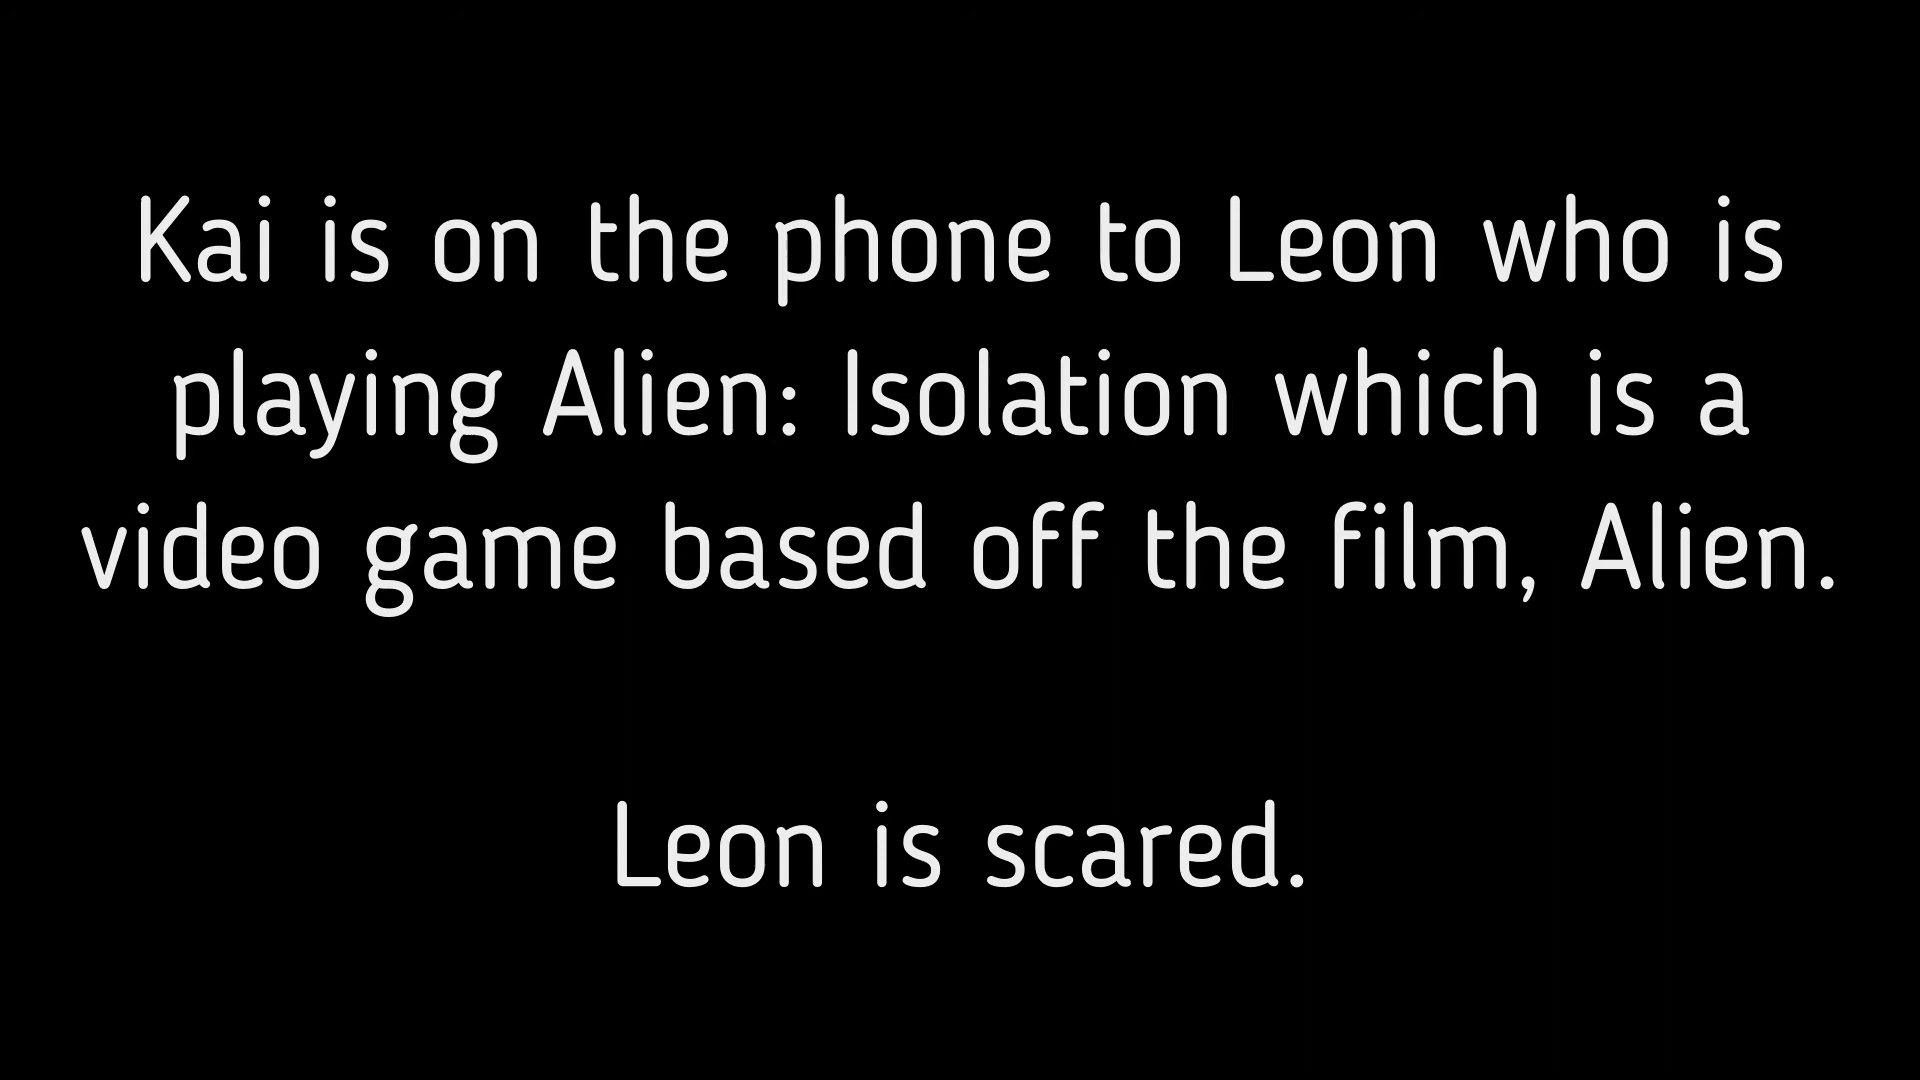 Kai is on the phone to Leon who is
playing Alien: Isolation which is a
video game based off the film, Alien.
Leon is scared.